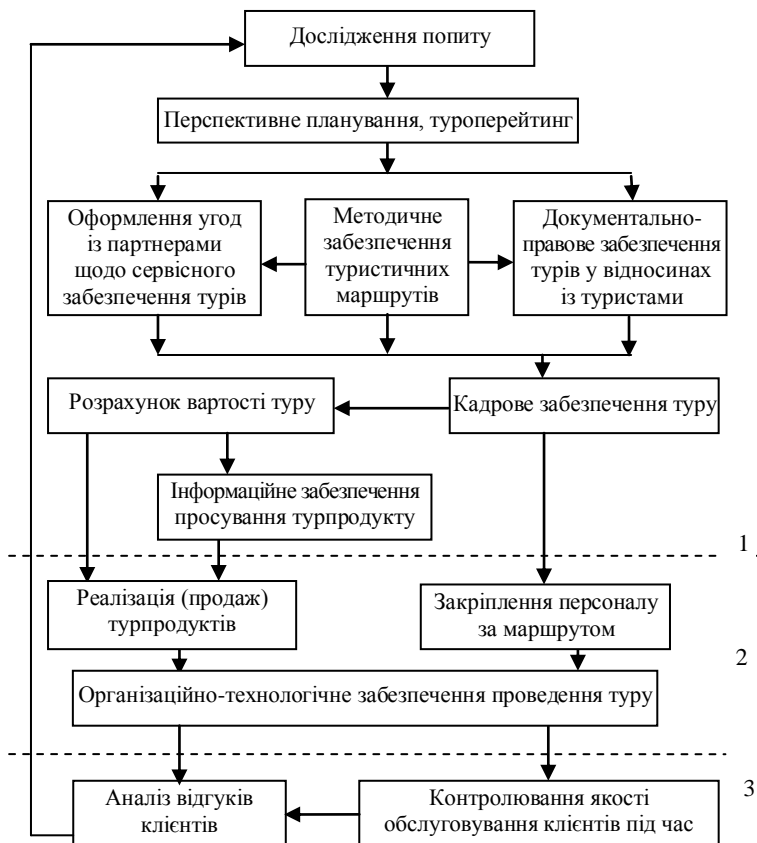 Дослідження попиту
Перспективне планування, туроперейтинг
Оформлення угод
із партнерами
щодо сервісного
забезпечення турів
Методичне
забезпечення
туристичних
маршрутів
Документально-
правове забезпечення
турів у відносинах
із туристами
Розрахунок вартості туру
Кадрове забезпечення туру
Інформаційне забезпечення
просування турпродукту
1
Реалізація (продаж)
турпродуктів
Закріплення персоналу
за маршрутом
2
Організаційно-технологічне забезпечення проведення туру
3
Аналіз відгуків
клієнтів
Контролювання якості
обслуговування клієнтів під час